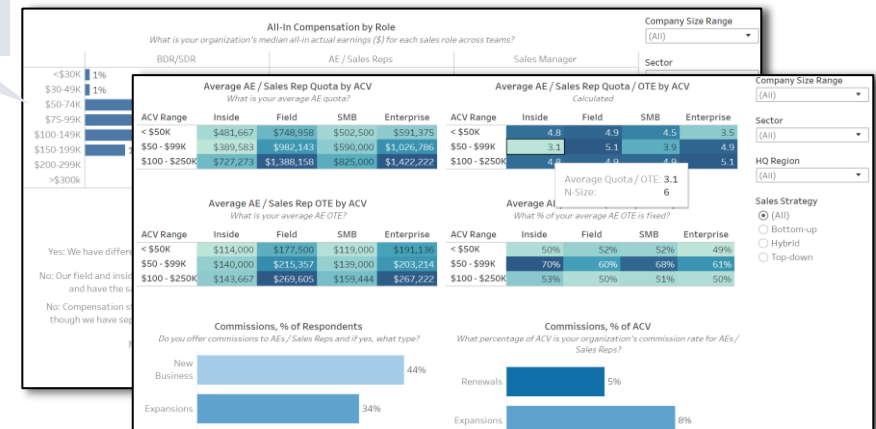 All-In Compensation by Role
What is your organization's median all-in actual earnings ($) for each sales role across teams?
Company Size Range
(All)
Sector
BDR/SDR AE / Sales Reps Sales Manager
<$30K 1%
$30-49K 1%
$50-74K
$75-99K
$100-149K
$150-199K
$200-299K
>$300k
Yes: We have differe
No: Our field and insid
and have the sa
No: Compensation s
though we have sep
Average AE / Sales Rep Quota by ACV
What is your average AE quota?
ACV Range Inside Field SMB Enterprise
< $50K $481,667 $748,958 $502,500 $591,375
$50 - $99K $389,583 $982,143 $590,000 $1,026,786
$100 - $250K $727,273 $1,388,158 $825,000 $1,422,222
Average AE / Sales Rep Quota / OTE by ACV
Calculated
ACV Range Inside Field SMB Enterprise
< $50K 4.8 4.9 4.5 3.5
$50 - $99K 3.1 5.1 3.9 4.9
$100 - $250K 4.8 4.9 4.9 5.1
Average Quota / OTE: 3.1
N-Size: 6
Average AE / Sales Rep OTE by ACV
What is your average AE OTE?
ACV Range Inside Field SMB Enterprise
< $50K $114,000 $177,500 $119,000 $191,136
$50 - $99K $140,000 $215,357 $139,000 $203,214
$100 - $250K $143,667 $269,605 $159,444 $267,222
What % of your average AE OTE is fixed?
ACV Range Inside Field SMB Enterprise
< $50K 50% 52% 52% 49%
$50 - $99K 70% 60% 68% 61%
$100 - $250K 53% 50% 51% 50%
Commissions, % of Respondents
Do you offer commissions to AEs / Sales Reps and if yes, what type?
New
Business 44%
Expansions 34%
Commissions, % of ACV
What percentage of ACV is your organization's commission rate for AEs /
Sales Reps?
Renewals 5%
Expansions 8%
Company Size Range
(All)
Sector
(All)
HQ Region
(All)
Sales Strategy
(All)
Bottom-up
Hybrid
Top-down